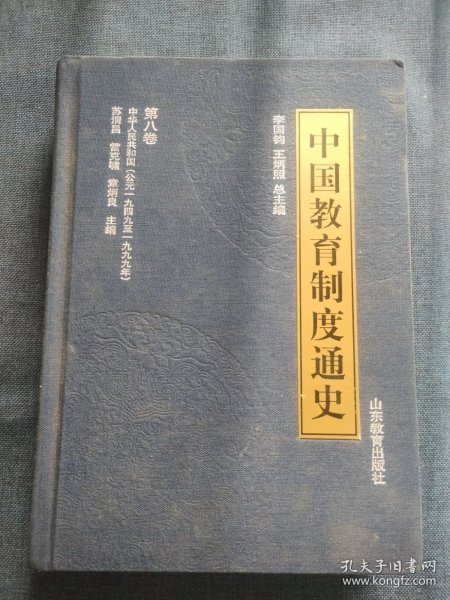 中国教育制度通史
李国钧 王炳照 总主编
第八卷
中华人民共和国(公元一九四九至一九九九年)
苏渭昌 雷克啸 章炳良 主编
山东教育出版社
孔夫子旧书网
www.kongfz.com